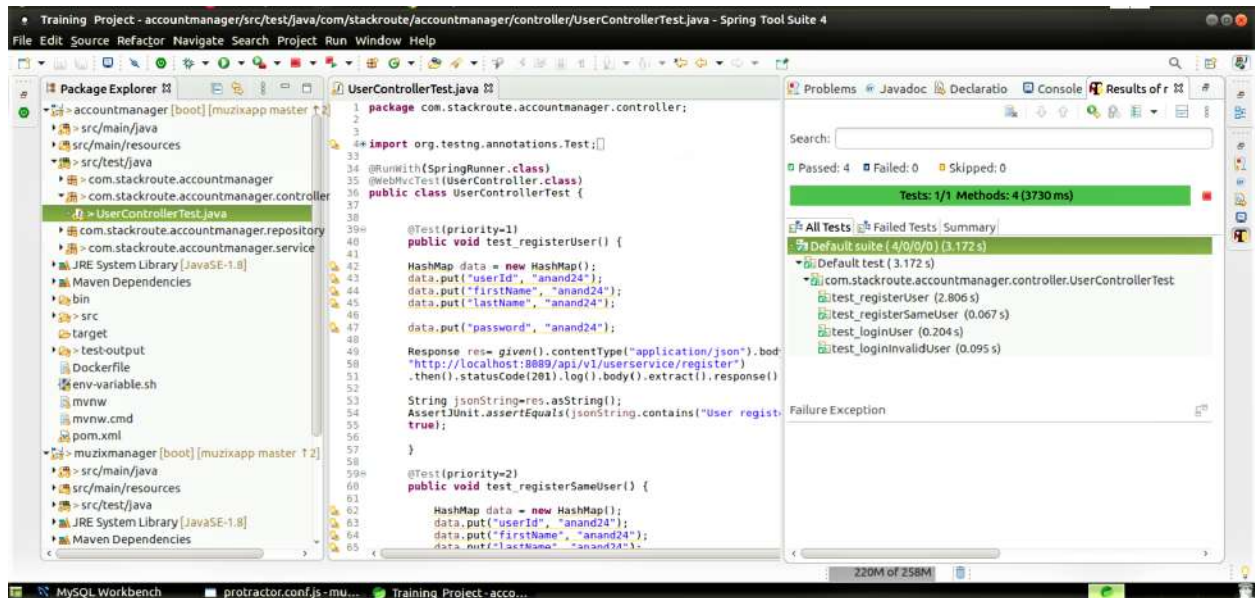 Training Project - accountmanager/src/test/java/com/stackroute/accountmanager/controller/UserControllerTest.java - Spring Tool Suite 4
File Edit Source Refactor Navigate Search Project Run Window Help
Package Explorer
accountmanager [boot] [muzixapp master ↑2]
> src/main/java
> src/main/resources
> src/test/java
> com.stackroute.accountmanager
> com.stackroute.accountmanager.controller
> UserControllerTest.java
com.stackroute.accountmanager.repository
> com.stackroute.accountmanager.service
JRE System Library [JavaSE-1.8]
Maven Dependencies
bin
> src
target
> test-output
Dockerfile
env-variable.sh
mvnw
mvnw.cmd
pom.xml
> muzixmanager [boot] [muzixapp master ↑2]
> src/main/java
src/main/resources
> src/test/java
JRE System Library [JavaSE-1.8]
Maven Dependencies
UserControllerTest.java
1 package com.stackroute.accountmanager.controller;
2
3
4 import org.testng.annotations.Test;
33
34 @RunWith(SpringRunner.class)
35 @WebMvcTest(UserController.class)
36 public class UserControllerTest {
37
38
39 @Test(priority=1)
40 public void test_registerUser() {
41
42 HashMap data = new HashMap();
43 data.put("userId", "anand24");
44 data.put("firstName", "anand24");
45 data.put("lastName", "anand24");
46
47 data.put("password", "anand24");
48
49 Response res= given().contentType("application/json").bod
50 "http://localhost:8089/api/v1/userservice/register")
51 .then().statusCode(201).log().body().extract().response()
52
53 String jsonString=res.asString();
54 AssertJUnit.assertEquals(jsonString.contains("User regist
55 true);
56
57 }
58
59 @Test(priority=2)
60 public void test_registerSameUser() {
61
62 HashMap data = new HashMap();
63 data.put("userId", "anand24");
64 data.put("firstName", "anand24");
65 data.put("lastName", "anand24");
Problems Javadoc Declaratio Console Results of r
Search:
Passed: 4 Failed: 0 Skipped: 0
Tests: 1/1 Methods: 4 (3730 ms)
All Tests Failed Tests Summary
Default suite ( 4/0/0/0 ) (3.172 s)
Default test ( 3.172 s)
com.stackroute.accountmanager.controller.UserControllerTest
test_registerUser (2.806 s)
test_registerSameUser (0.067 s)
test_loginUser (0.204 s)
test_loginInvalidUser (0.095 s)
Failure Exception
220M of 258M
MySQL Workbench protractor.conf.js - mu... Training Project - acco...